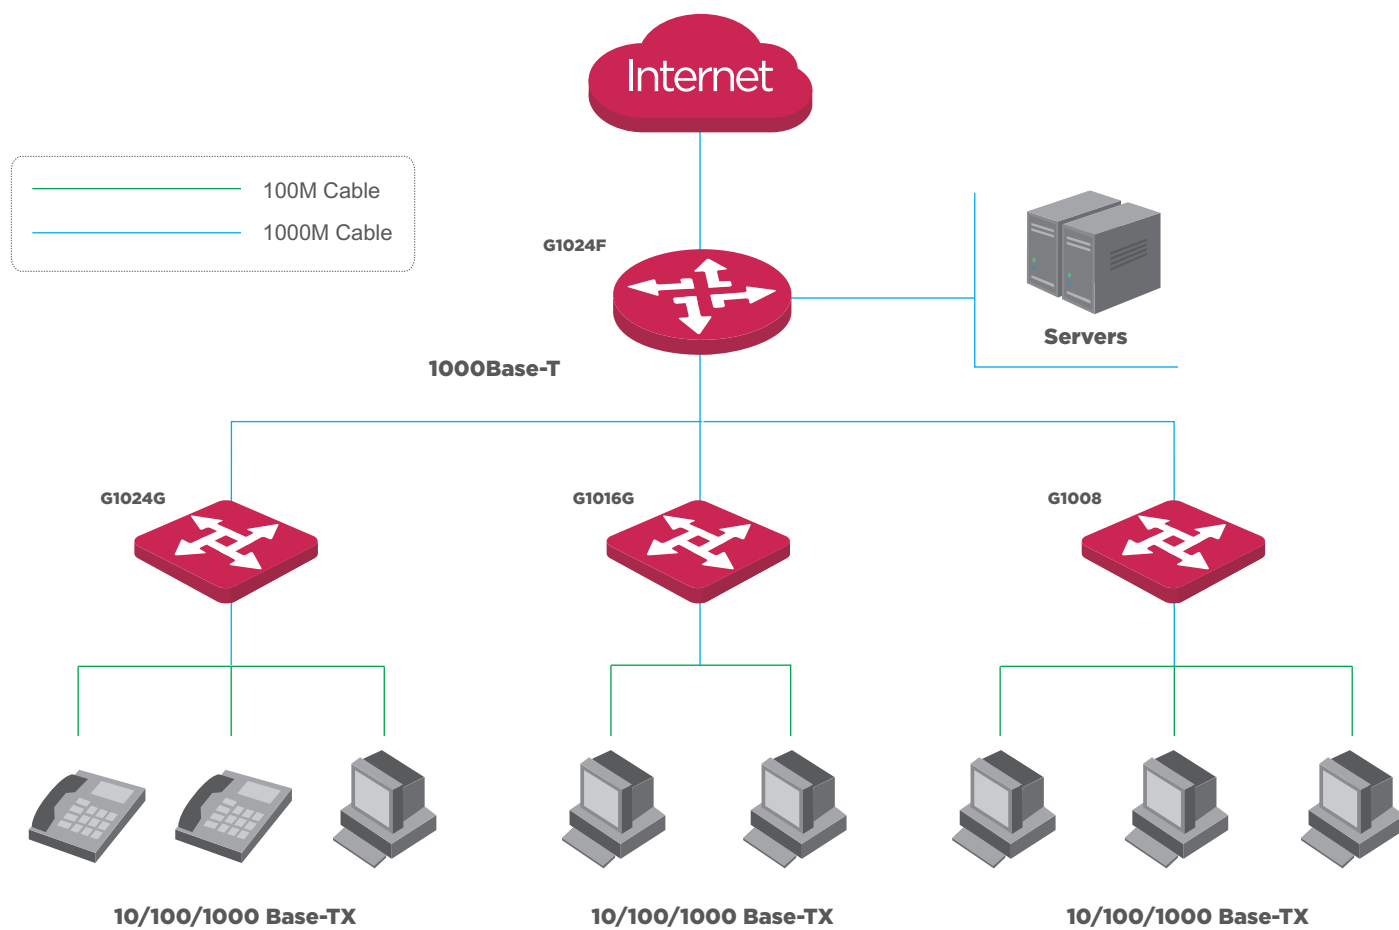 Internet
100M Cable
1000M Cable
G1024F
Servers
1000Base-T
G1024G
G1016G
G1008
10/100/1000 Base-TX
10/100/1000 Base-TX
10/100/1000 Base-TX